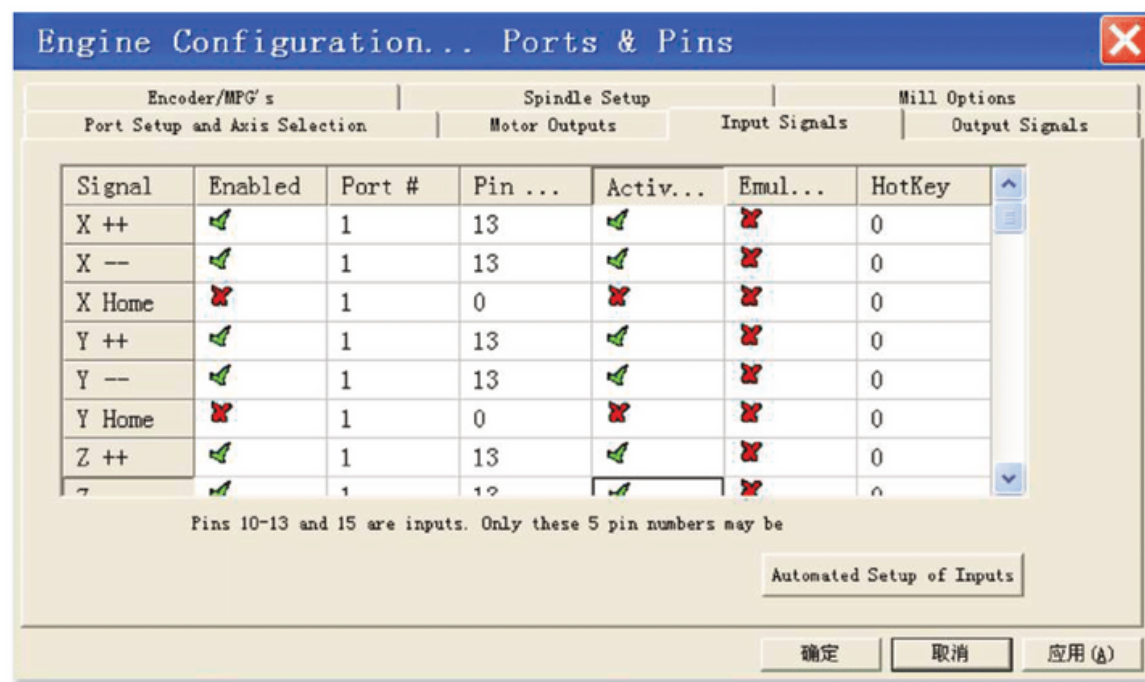 Engine Configuration... Ports & Pins
Encoder/MPG's Spindle Setup Mill Options
Port Setup and Axis Selection Motor Outputs Input Signals Output Signals
Signal Enabled Port # Pin ... Activ... Emul... HotKey
X ++ 1 13 0
X -- 1 13 0
X Home 1 0 0
Y ++ 1 13 0
Y -- 1 13 0
Y Home 1 0 0
Z ++ 1 13 0
Pins 10-13 and 15 are inputs. Only these 5 pin numbers may be
Automated Setup of Inputs
确定 取消 应用(A)